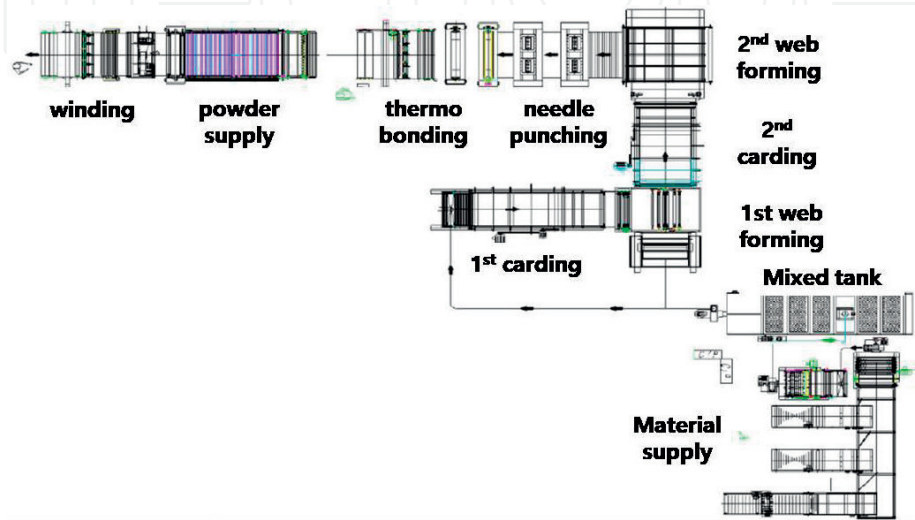 2nd web
forming
winding
powder
supply
thermo
bonding
needle
punching
2nd
carding
1st web
forming
1st carding
Mixed tank
Material
supply